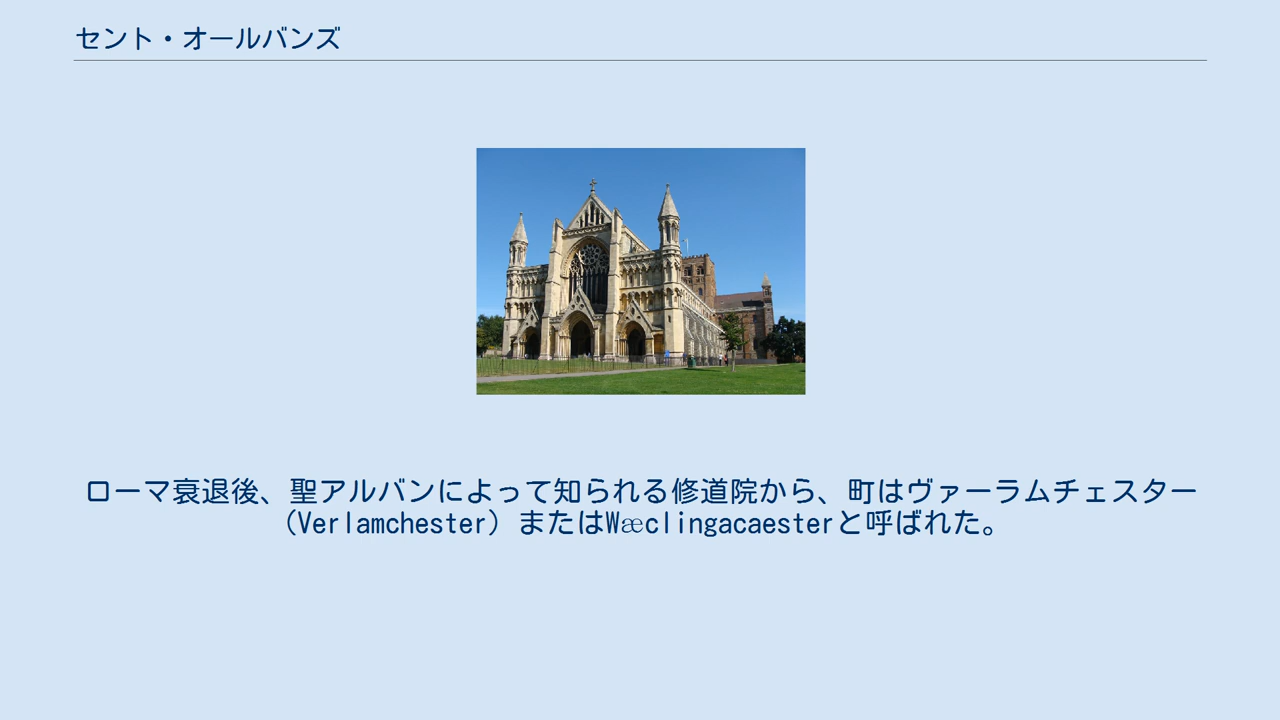 セント・オールバンズ
ローマ衰退後、聖アルバンによって知られる修道院から、町はヴァーラムチェスター
（Verlamchester）またはWæclingacaesterと呼ばれた。